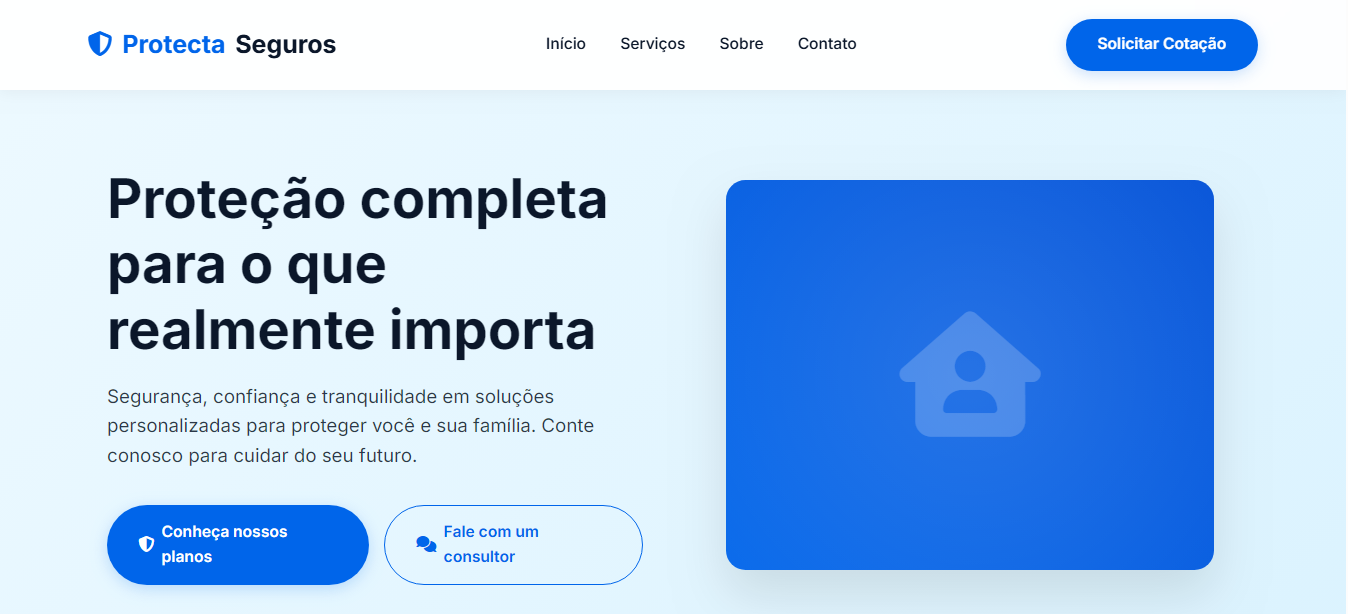 Protecta Seguros
Início Serviços Sobre Contato
Solicitar Cotação
Proteção completa
para o que
realmente importa
Segurança, confiança e tranquilidade em soluções
personalizadas para proteger você e sua família. Conte
conosco para cuidar do seu futuro.
Conheça nossos
planos
Fale com um
consultor